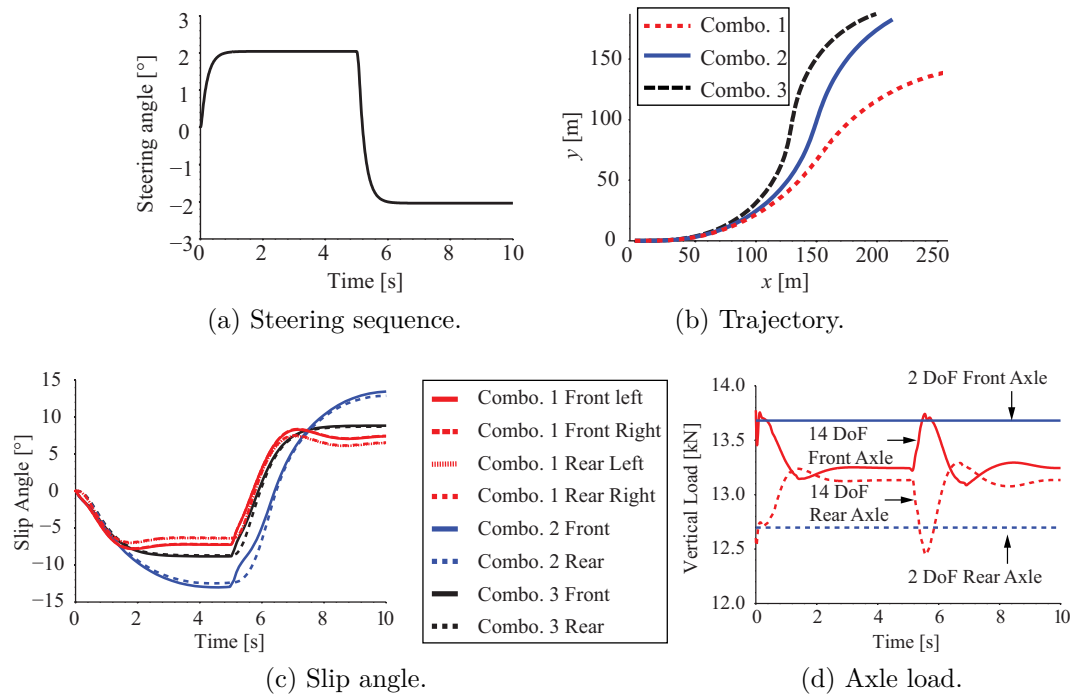 3
2
1
0
−1
−2
−3
0 2 4 6 8 10
Steering angle [°]
Time [s]
(a) Steering sequence.
Combo. 1
Combo. 2
Combo. 3
150
100
50
0
0 50 100 150 200 250
y [m]
x [m]
(b) Trajectory.
15
10
5
0
−5
−10
−15
0 2 4 6 8 10
Slip Angle [°]
Time [s]
Combo. 1 Front left
Combo. 1 Front Right
Combo. 1 Rear Left
Combo. 1 Rear Right
Combo. 2 Front
Combo. 2 Rear
Combo. 3 Front
Combo. 3 Rear
(c) Slip angle.
14.0
13.5
13.0
12.5
12.0
0 2 4 6 8 10
Vertical Load [kN]
Time [s]
2 DoF Front Axle
14 DoF
Front Axle
14 DoF
Rear Axle
2 DoF Rear Axle
(d) Axle load.